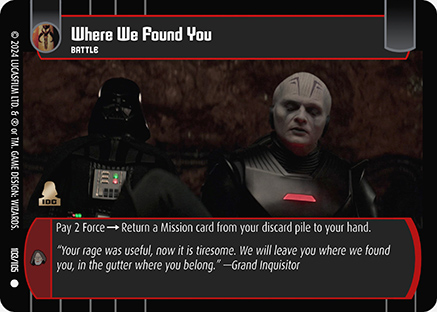 Where We Found You
BATTLE
© 2024 LUCASFILM LTD. & ® or TM. GAME DESIGN: WIZARDS.
IDC
Pay 2 Force → Return a Mission card from your discard pile to your hand.
"Your rage was useful, now it is tiresome. We will leave you where we found
you, in the gutter where you belong." —Grand Inquisitor
103/105